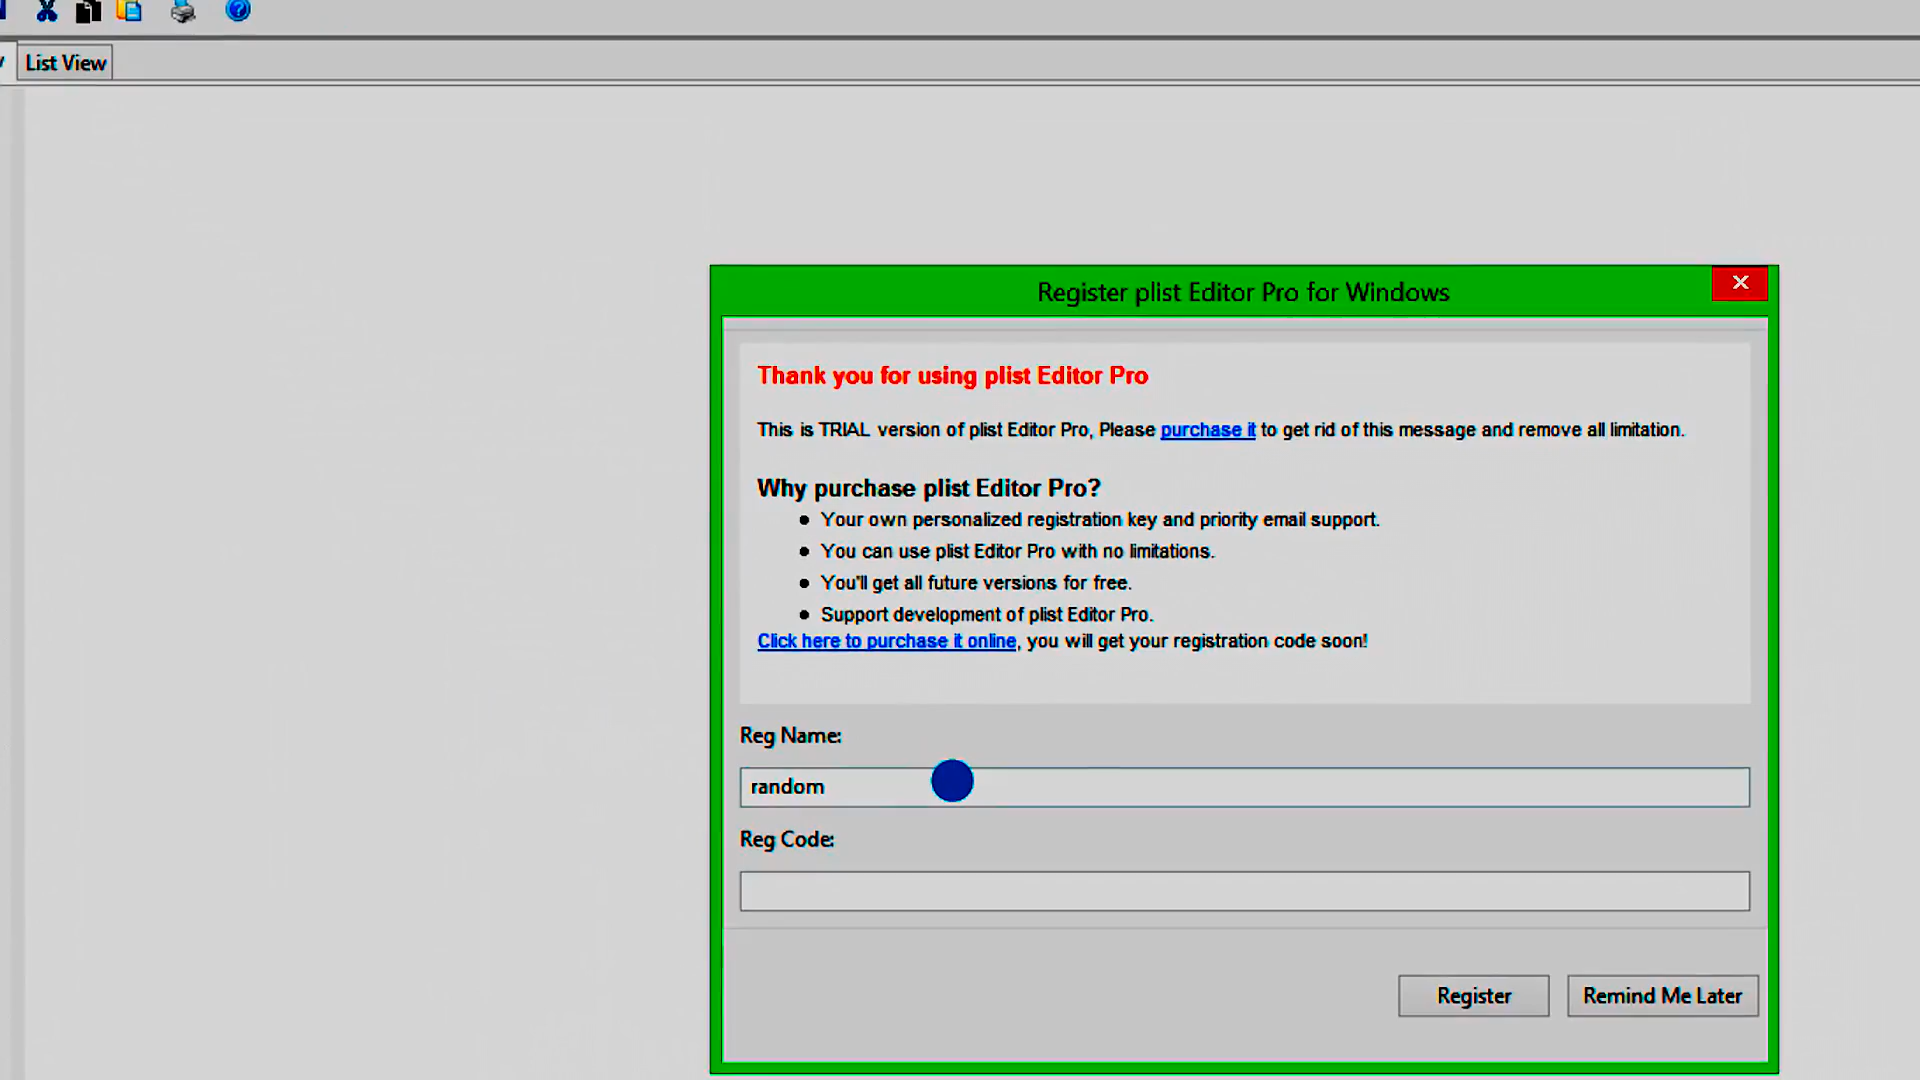 List View
Register plist Editor Pro for Windows
Thank you for using plist Editor Pro
This is TRIAL version of plist Editor Pro, Please purchase it to get rid of this message and remove all limitation.
Why purchase plist Editor Pro?
Your own personalized registration key and priority email support.
You can use plist Editor Pro with no limitations.
You'll get all future versions for free.
Support development of plist Editor Pro.
Click here to purchase it online, you will get your registration code soon!
Reg Name:
random
Reg Code:
Register Remind Me Later